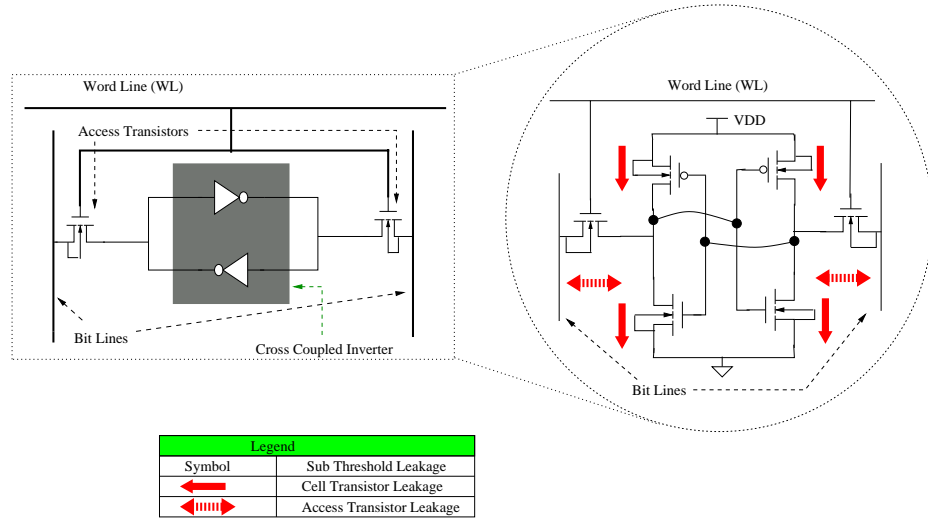 Word Line (WL)
Access Transistors
Bit Lines
Cross Coupled Inverter
Word Line (WL)
VDD
Bit Lines
Legend
Symbol Sub Threshold Leakage
Cell Transistor Leakage
Access Transistor Leakage